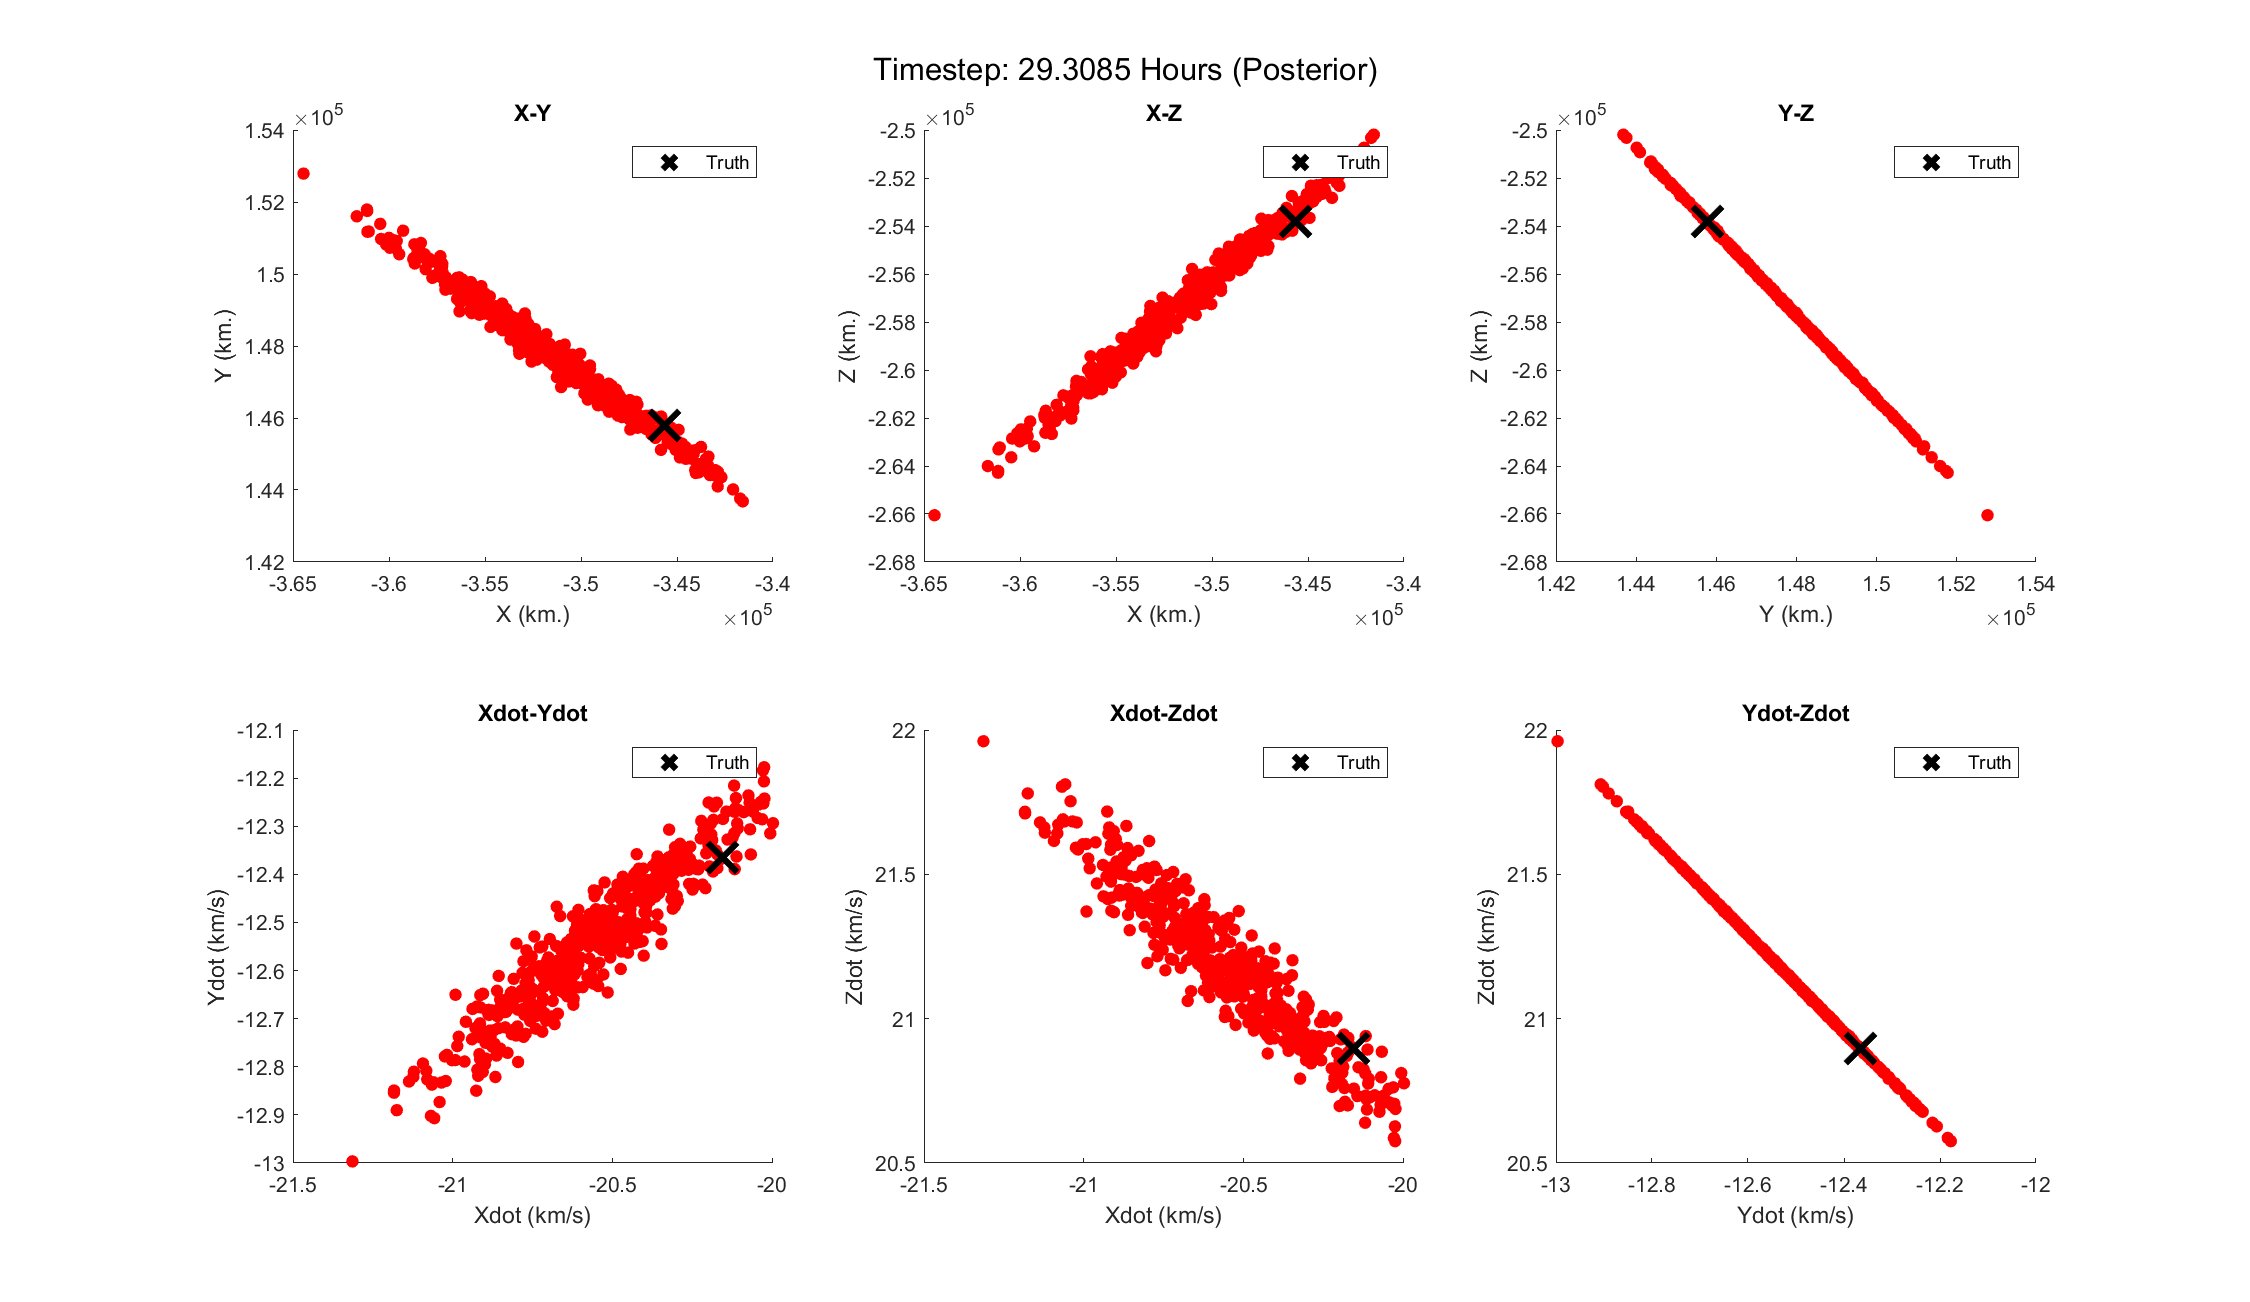 Timestep: 29.3085 Hours (Posterior)
X-Y
×10^5
1.54
1.52
1.5
1.48
1.46
1.44
1.42
Y (km.)
-3.65 -3.6 -3.55 -3.5 -3.45 -3.4
X (km.)
×10^5
Truth
X-Z
×10^5
-2.5
-2.52
-2.54
-2.56
-2.58
-2.6
-2.62
-2.64
-2.66
-2.68
Z (km.)
-3.65 -3.6 -3.55 -3.5 -3.45 -3.4
X (km.)
×10^5
Truth
Y-Z
×10^5
-2.5
-2.52
-2.54
-2.56
-2.58
-2.6
-2.62
-2.64
-2.66
-2.68
Z (km.)
1.42 1.44 1.46 1.48 1.5 1.52 1.54
Y (km.)
×10^5
Truth
Xdot-Ydot
-12.1
-12.2
-12.3
-12.4
-12.5
-12.6
-12.7
-12.8
-12.9
-13
Ydot (km/s)
-21.5 -21 -20.5 -20
Xdot (km/s)
Truth
Xdot-Zdot
22
21.5
21
20.5
Zdot (km/s)
-21.5 -21 -20.5 -20
Xdot (km/s)
Truth
Ydot-Zdot
22
21.5
21
20.5
Zdot (km/s)
-13 -12.8 -12.6 -12.4 -12.2 -12
Ydot (km/s)
Truth